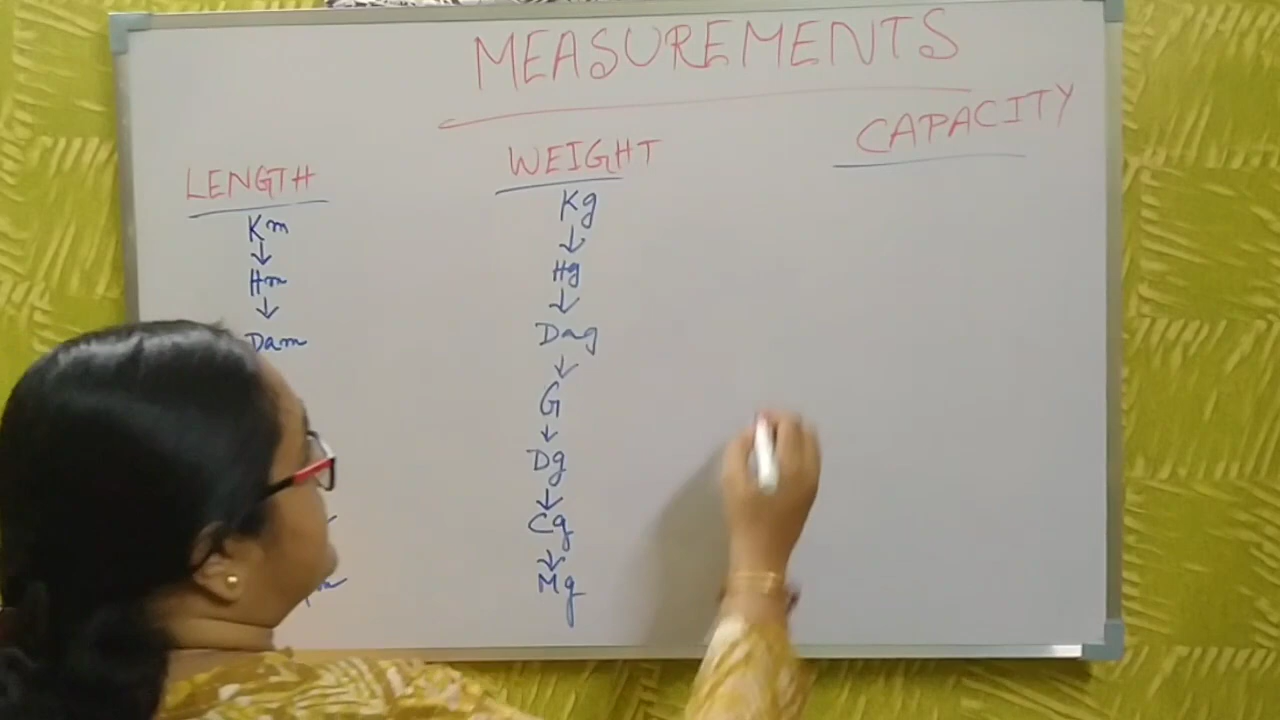 MEASUREMENTS
LENGTH
Km
↓
Hm
↓
Dam
WEIGHT
Kg
↓
Hg
↓
Dag
↓
G
↓
Dg
↓
Cg
↓
Mg
CAPACITY